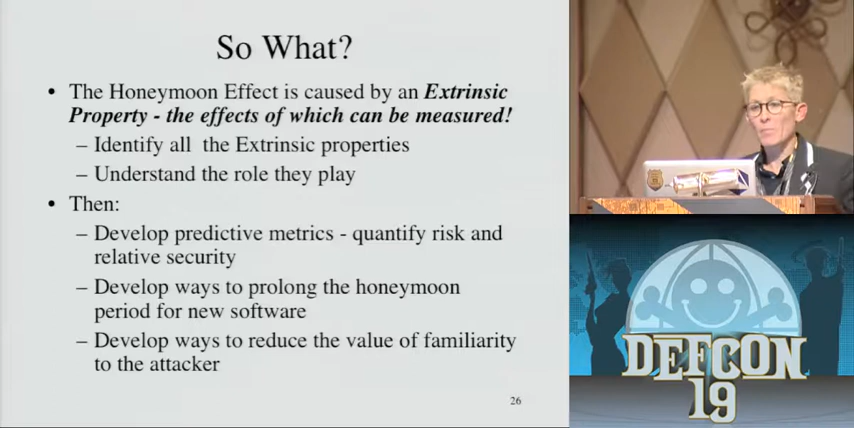 So What?
• The Honeymoon Effect is caused by an Extrinsic
Property - the effects of which can be measured!
– Identify all the Extrinsic properties
– Understand the role they play
• Then:
– Develop predictive metrics - quantify risk and
relative security
– Develop ways to prolong the honeymoon
period for new software
– Develop ways to reduce the value of familiarity
to the attacker
26
DEFCON
19